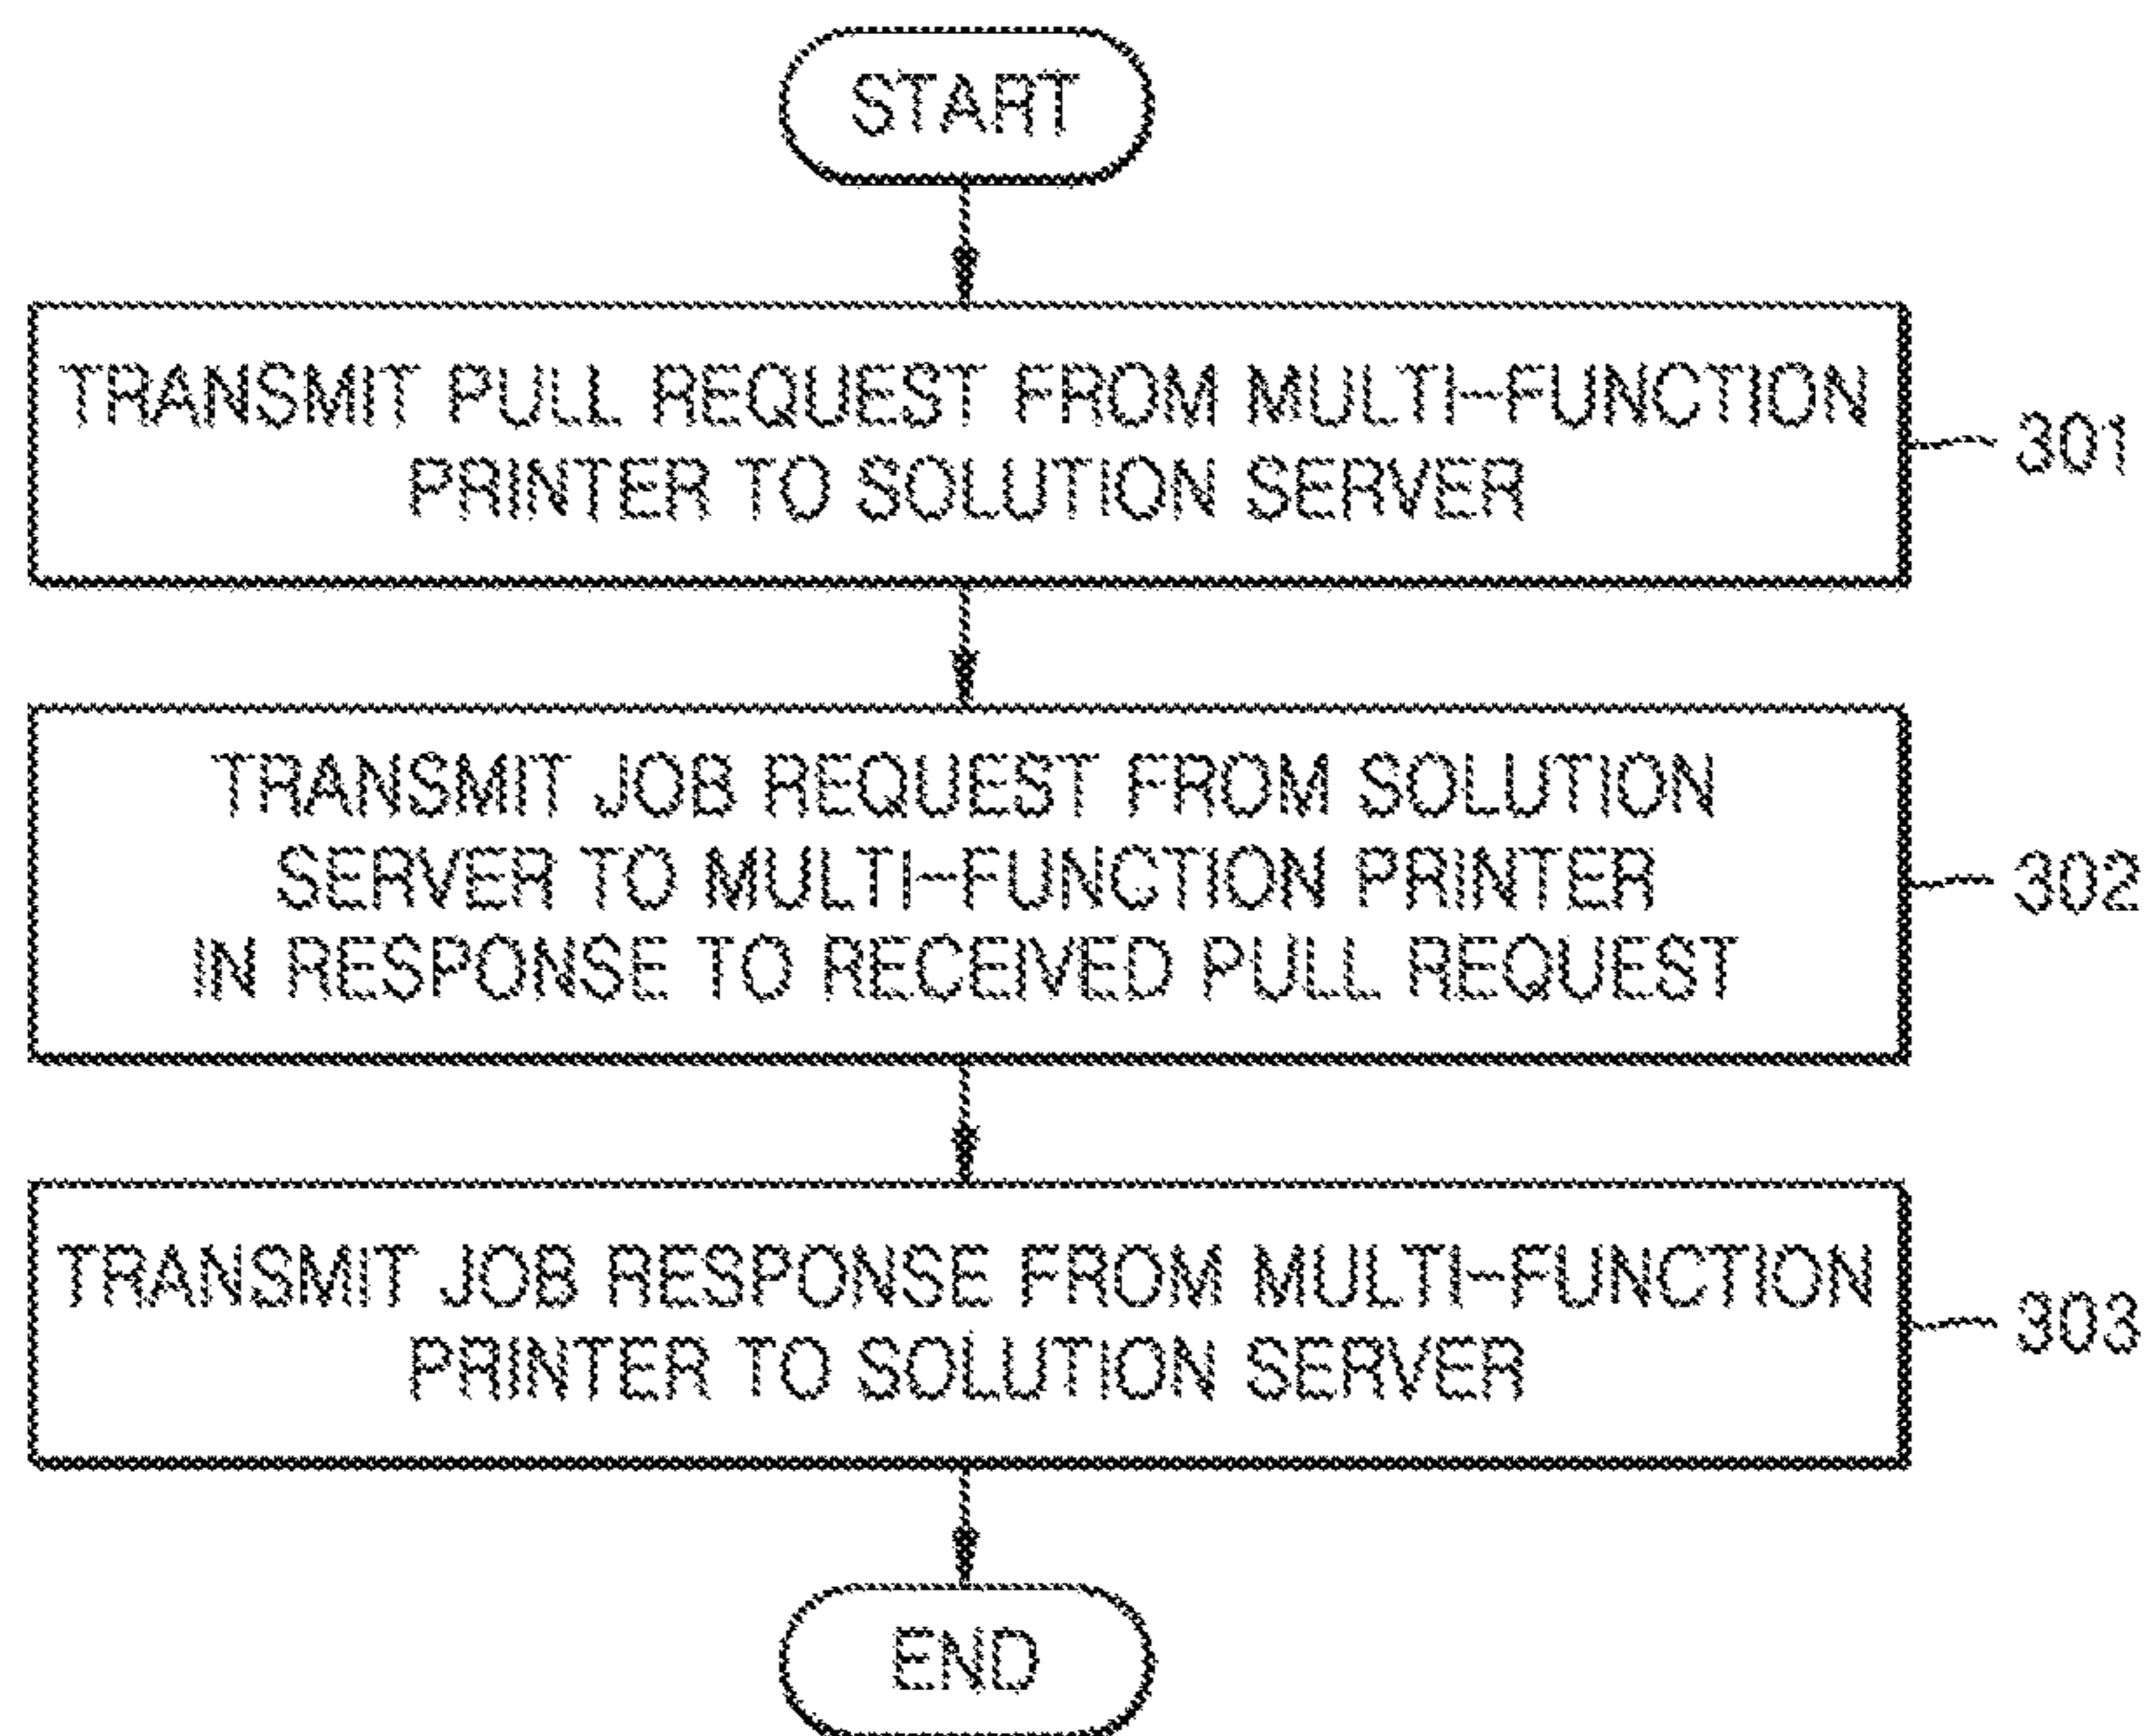 START
TRANSMIT PULL REQUEST FROM MULTI-FUNCTION
PRINTER TO SOLUTION SERVER
301
TRANSMIT JOB REQUEST FROM SOLUTION
SERVER TO MULTI-FUNCTION PRINTER
IN RESPONSE TO RECEIVED PULL REQUEST
302
TRANSMIT JOB RESPONSE FROM MULTI-FUNCTION
PRINTER TO SOLUTION SERVER
303
END